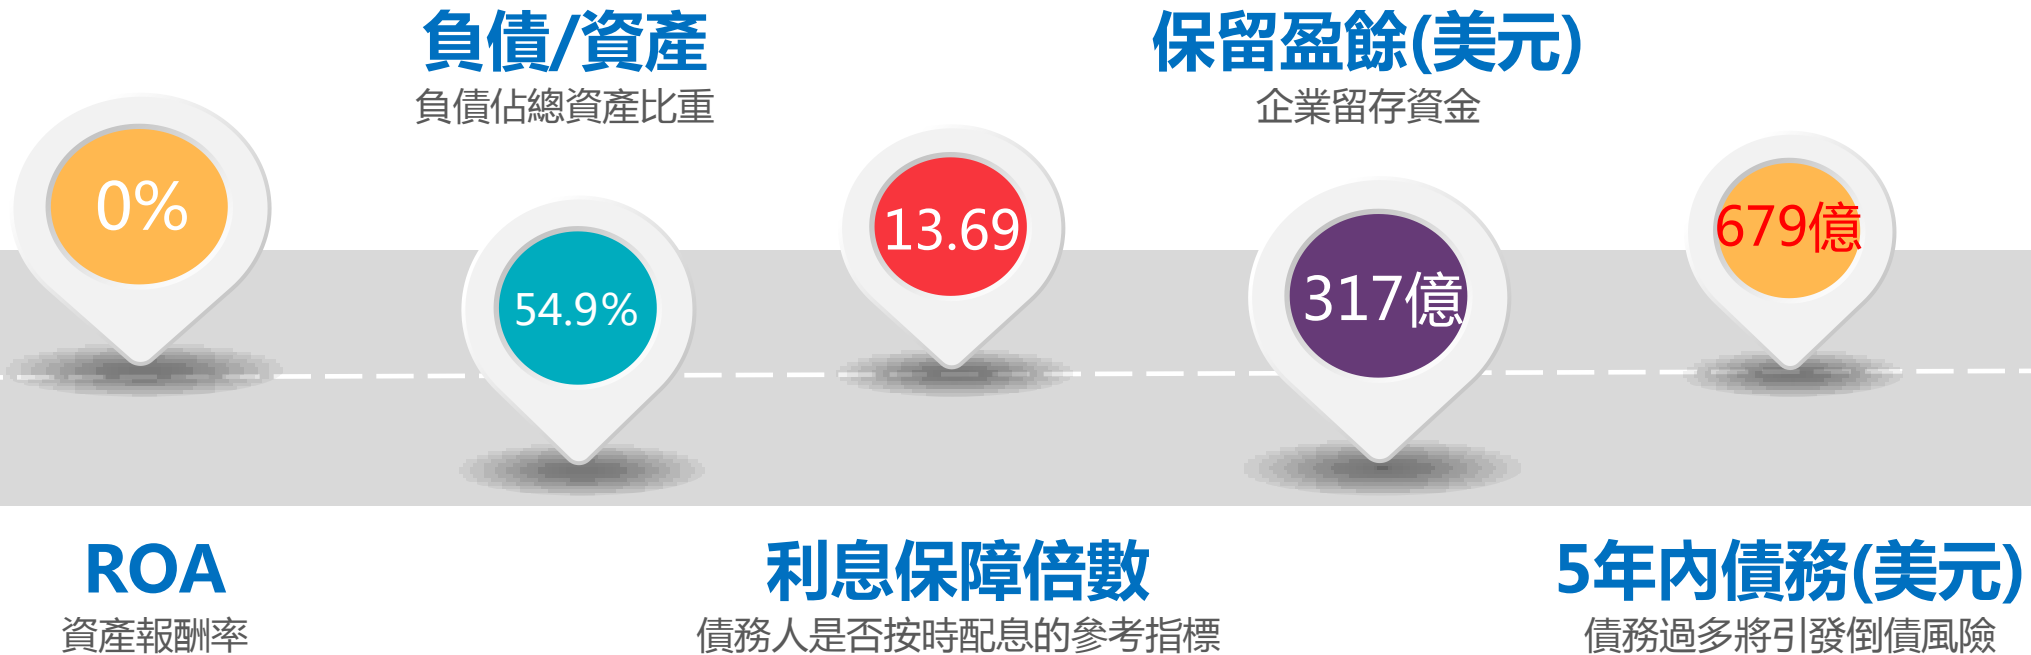 負債/資產
負債佔總資產比重
保留盈餘(美元)
企業留存資金
0%
54.9%
13.69
317億
679億
ROA
資產報酬率
利息保障倍數
債務人是否按時配息的參考指標
5年內債務(美元)
債務過多將引發倒債風險